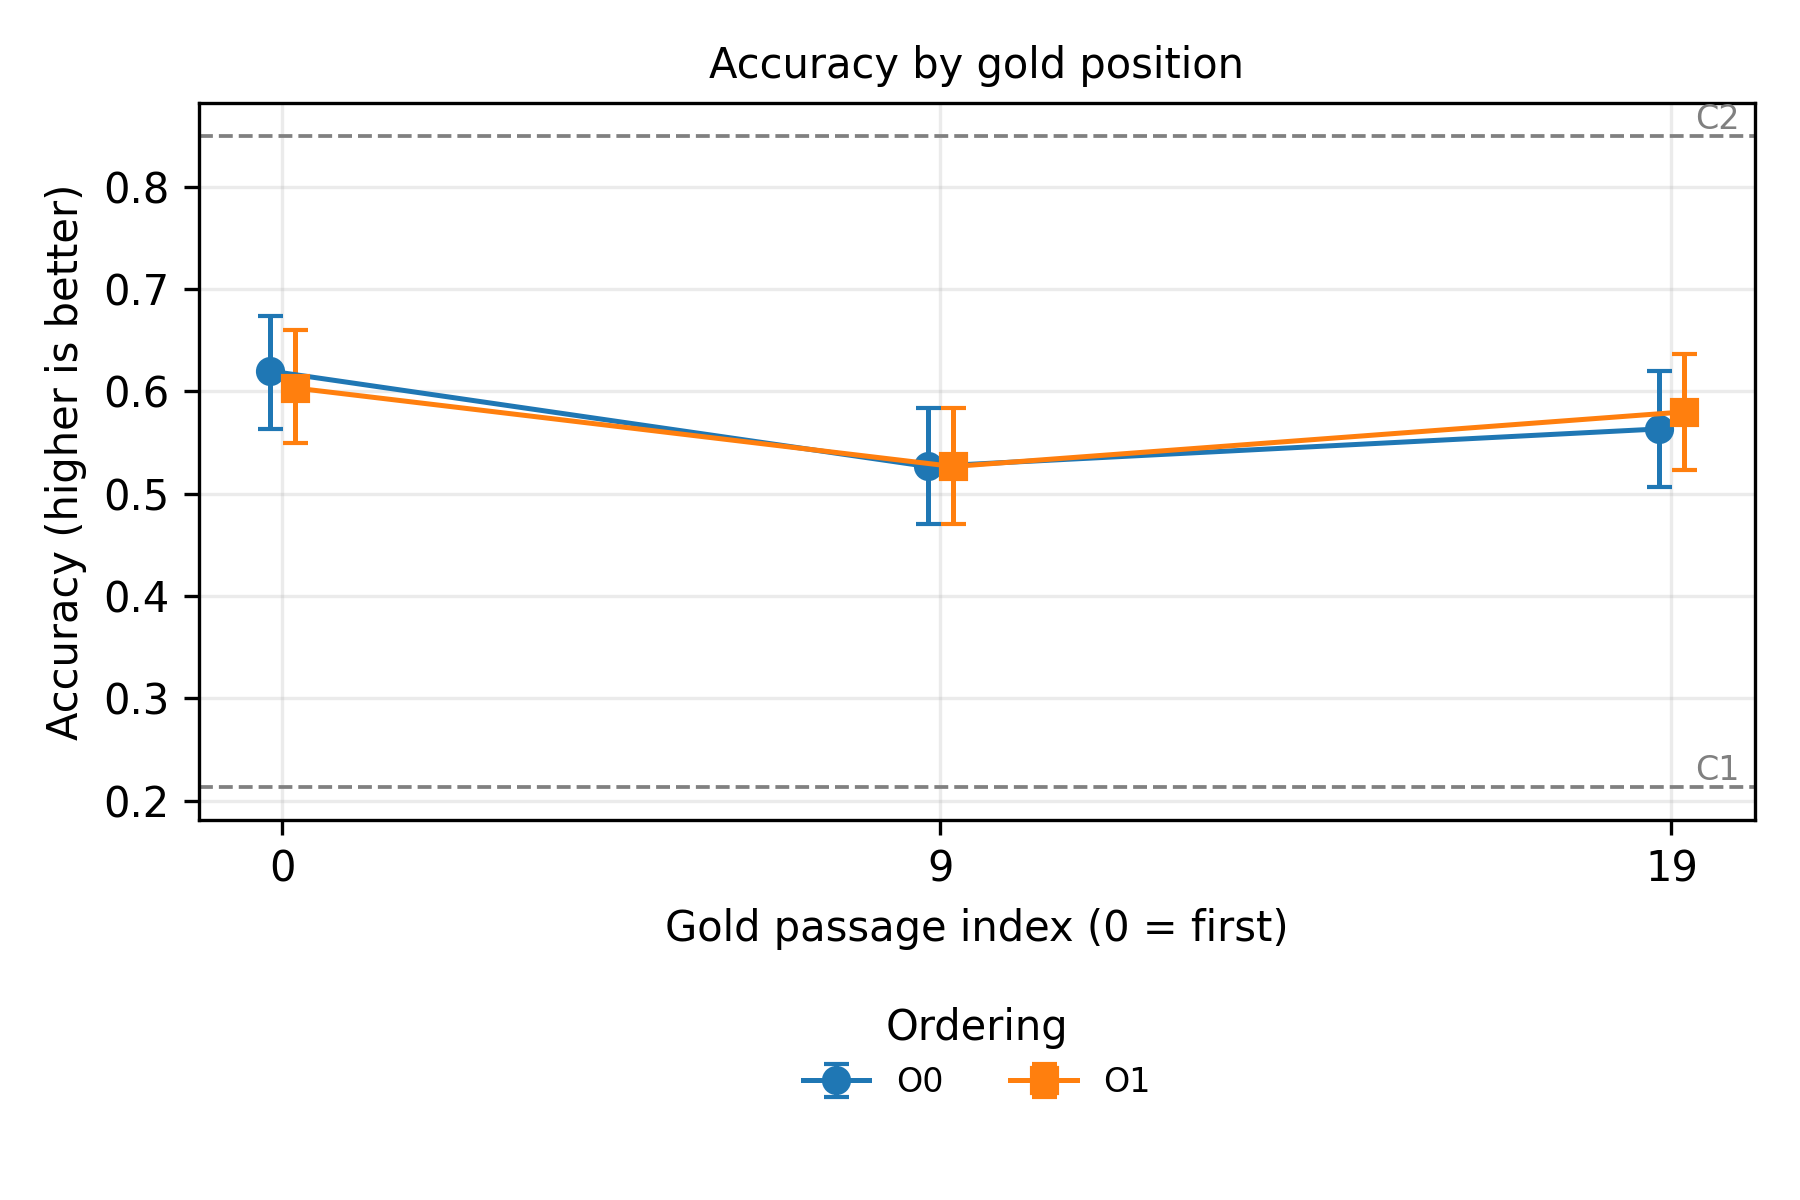 Accuracy by gold position
Accuracy (higher is better)
C2
0.8
0.7
0.6
0.5
0.4
0.3
C1
0.2
0 9 19
Gold passage index (0 = first)
Ordering
O0 O1